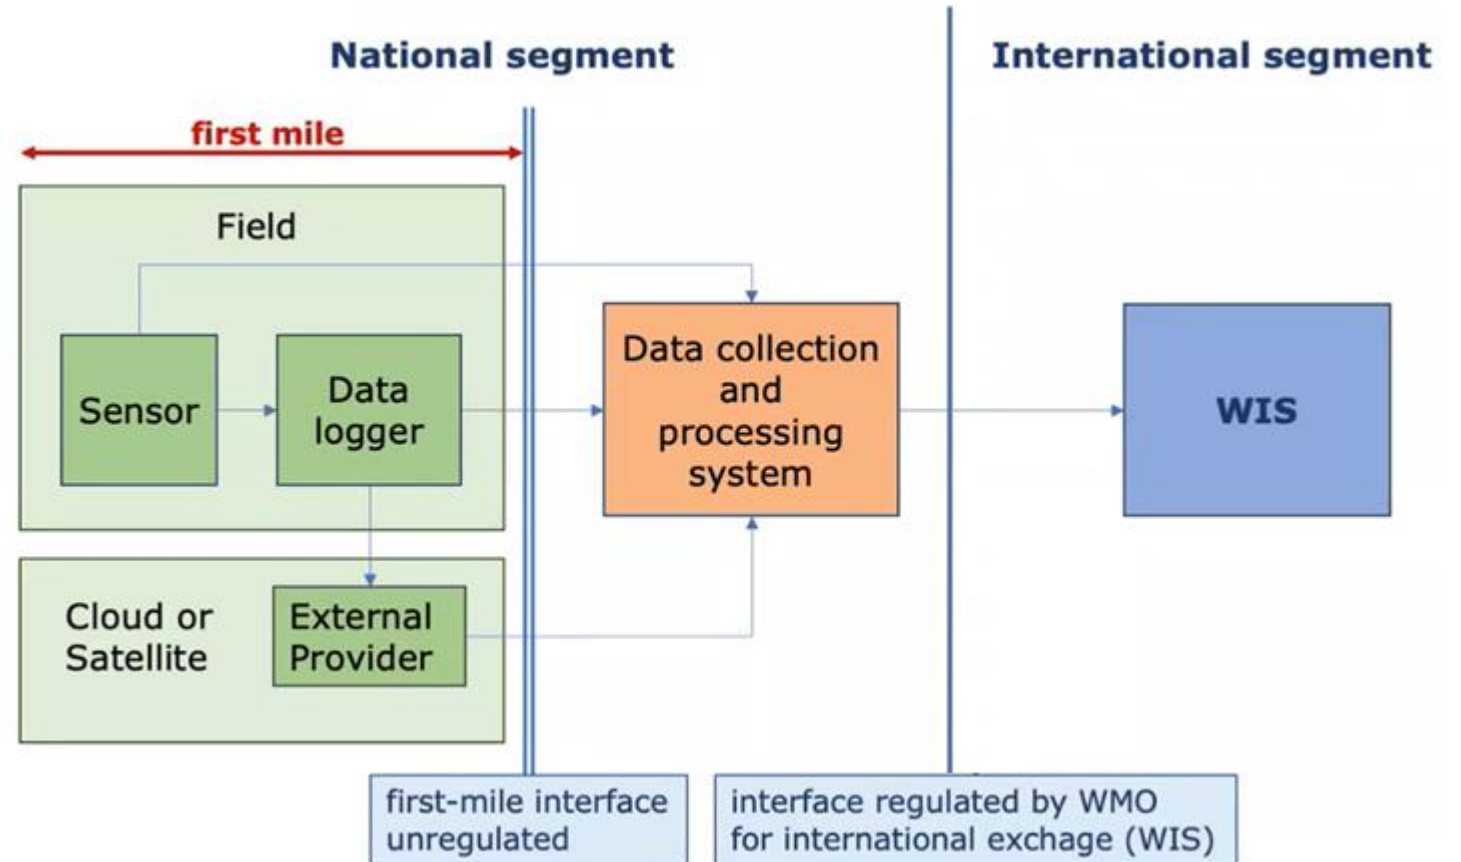 National segment
International segment
first mile
Field
Sensor
Data
logger
Data collection
and
processing
system
WIS
Cloud or
Satellite
External
Provider
first-mile interface
unregulated
interface regulated by WMO
for international exchage (WIS)